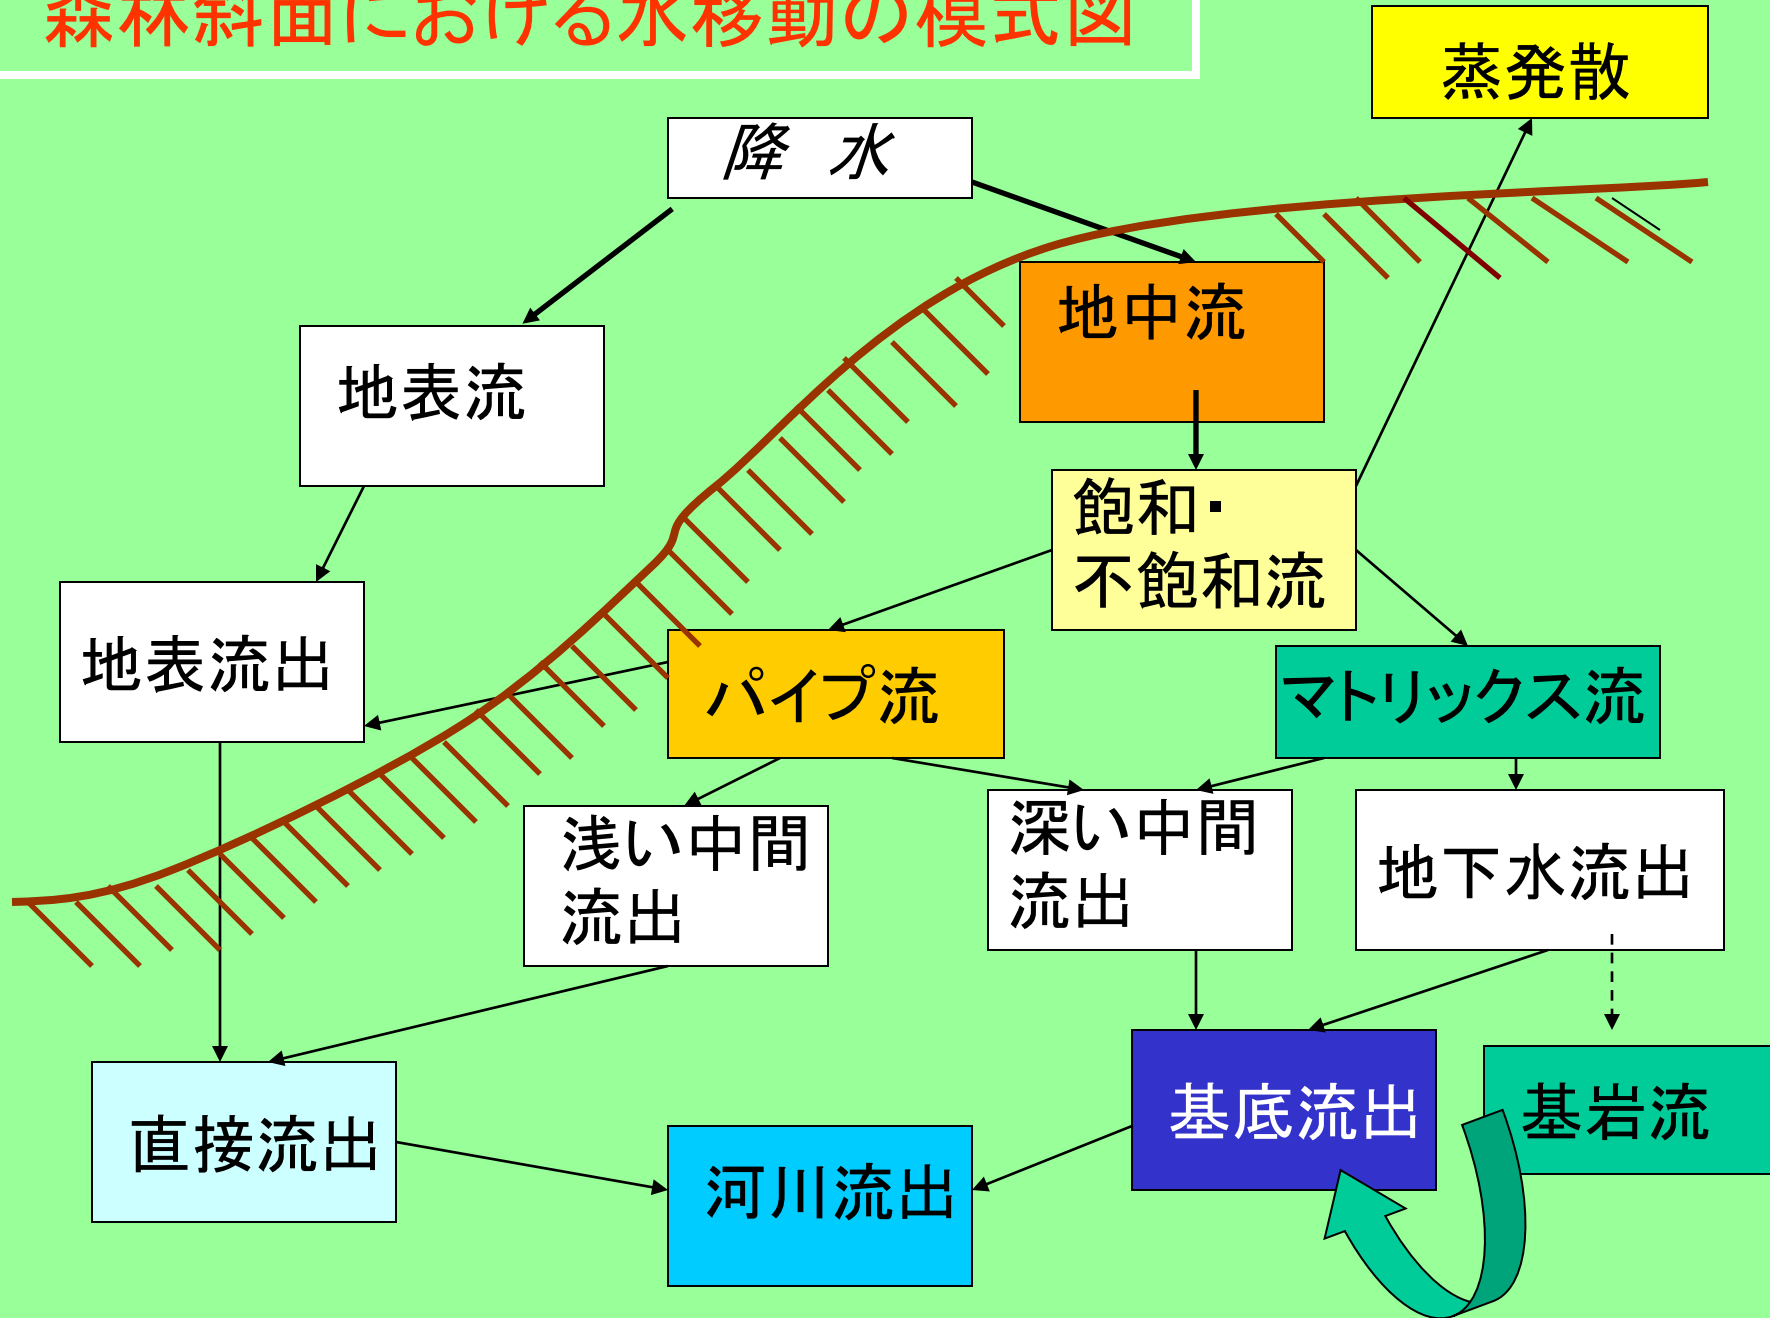 森林斜面における水移動の模式図
蒸発散
降 水
地中流
地表流
飽和・
不飽和流
地表流出
パイプ流
マトリックス流
浅い中間
流出
深い中間
流出
地下水流出
直接流出
河川流出
基底流出
基岩流